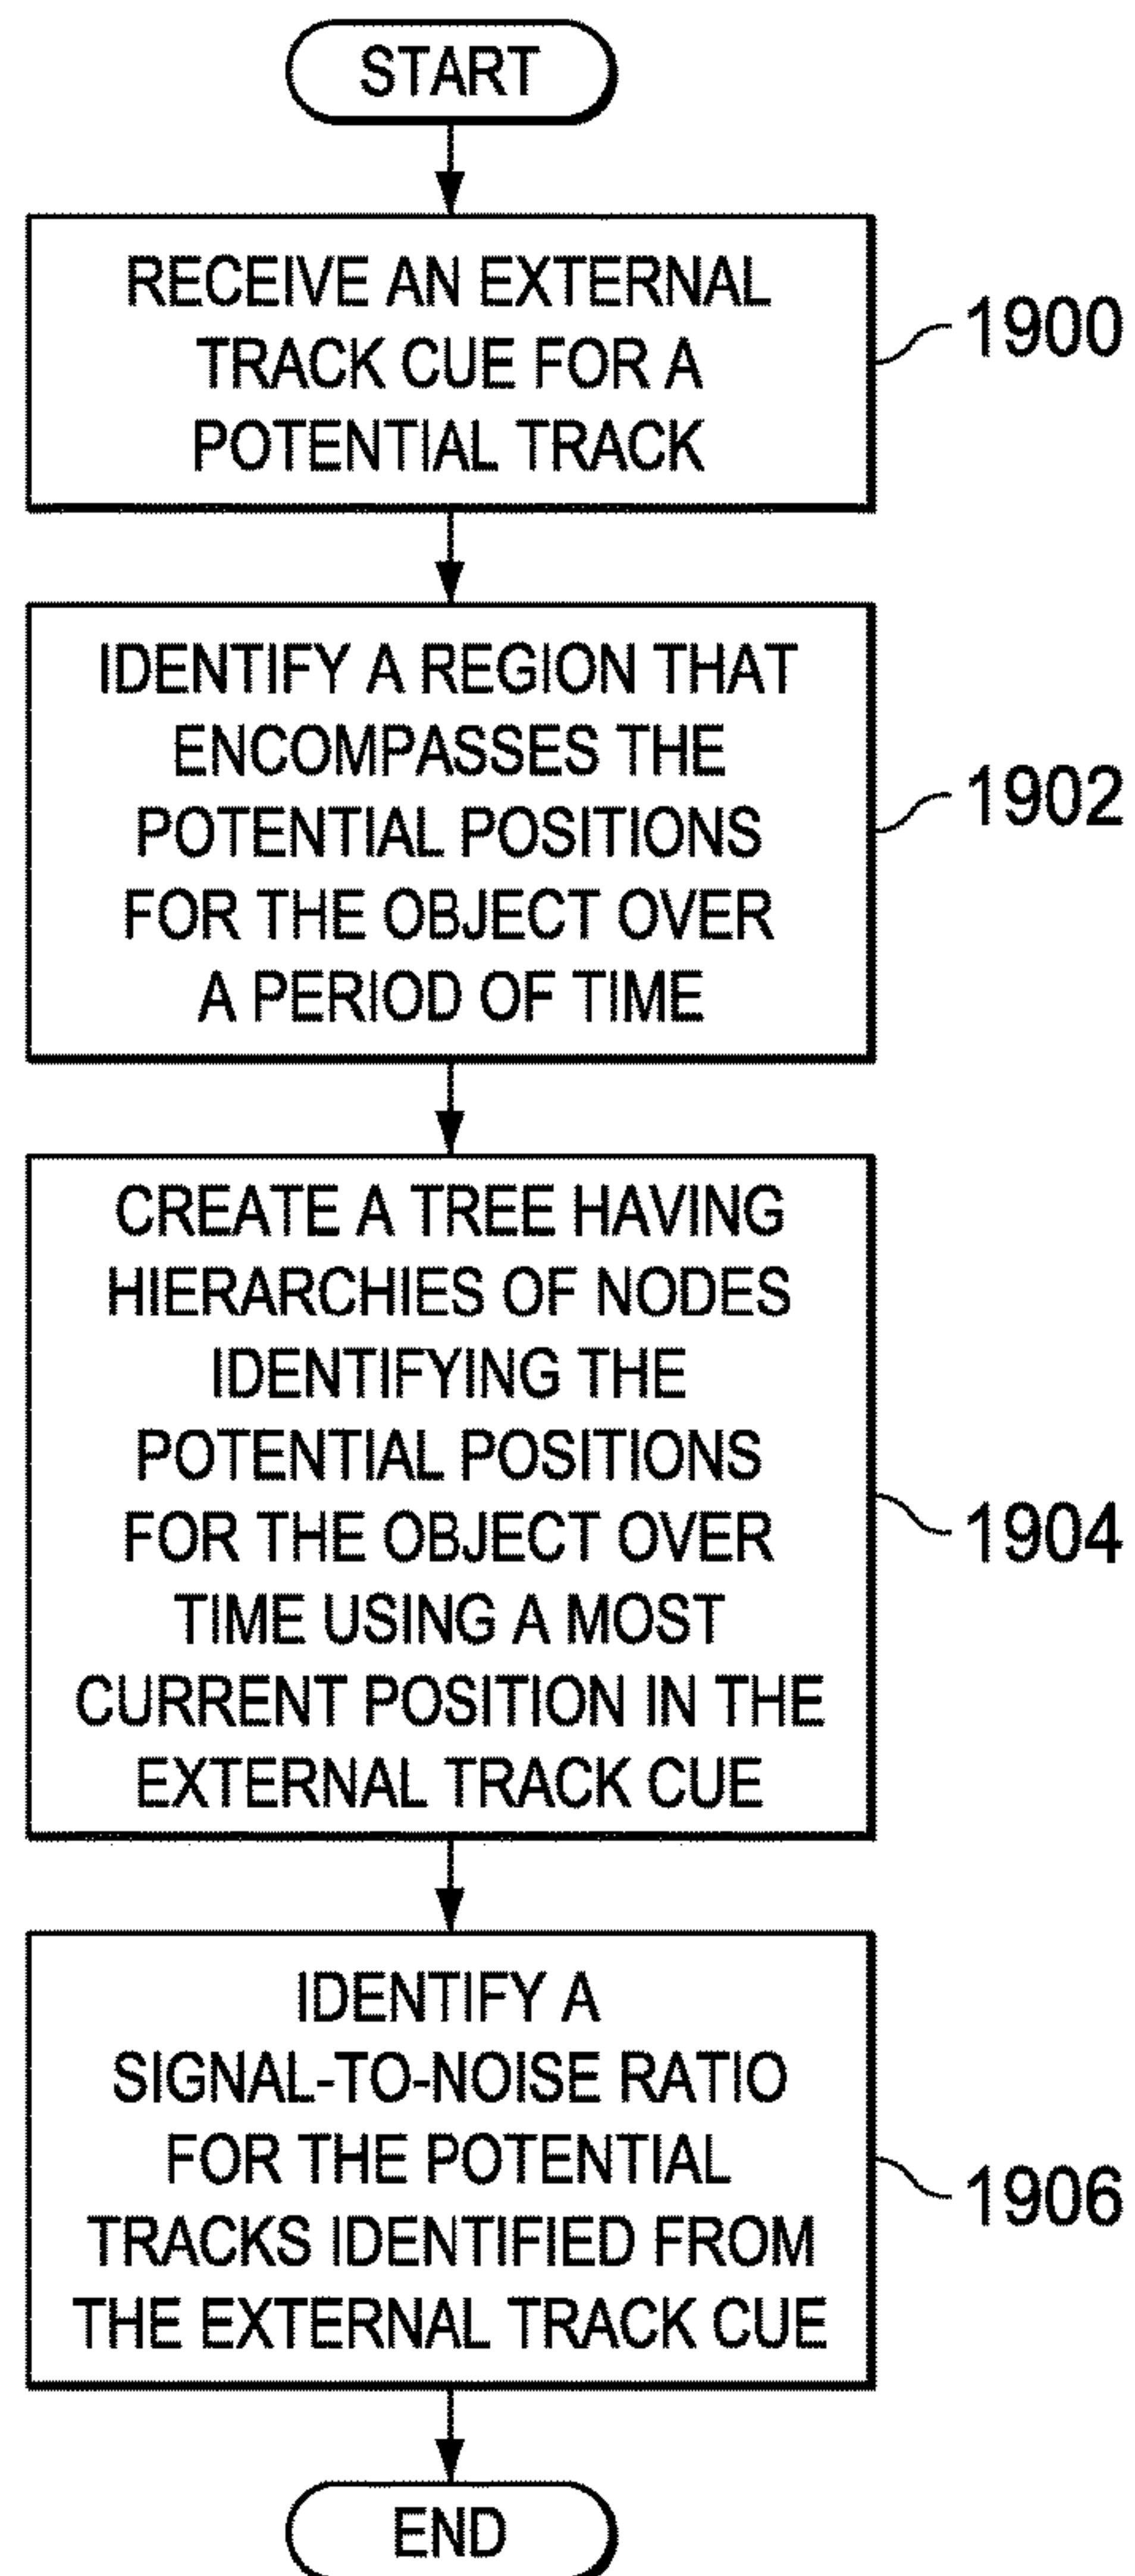 START
RECEIVE AN EXTERNAL
TRACK CUE FOR A
POTENTIAL TRACK
1900
IDENTIFY A REGION THAT
ENCOMPASSES THE
POTENTIAL POSITIONS
FOR THE OBJECT OVER
A PERIOD OF TIME
1902
CREATE A TREE HAVING
HIERARCHIES OF NODES
IDENTIFYING THE
POTENTIAL POSITIONS
FOR THE OBJECT OVER
TIME USING A MOST
CURRENT POSITION IN THE
EXTERNAL TRACK CUE
1904
IDENTIFY A
SIGNAL-TO-NOISE RATIO
FOR THE POTENTIAL
TRACKS IDENTIFIED FROM
THE EXTERNAL TRACK CUE
1906
END